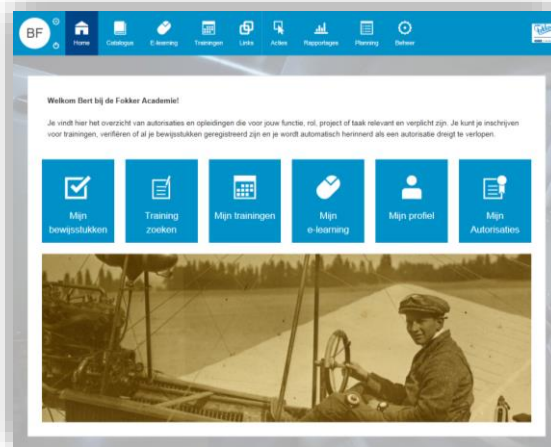 BF
Home
Catalogue
E-learning
Trainingen
Links
Acties
Rapportages
Planning
Beheer
Welkom Bert bij de Fokker Academie!
Je vindt hier het overzicht van autorisaties en opleidingen die voor jouw functie, rol, project of taak relevant en verplicht zijn. Je kunt je inschrijven
voor trainingen, verifiëren of al je bewijsstukken geregistreerd zijn en je wordt automatisch herinnerd als een autorisatie dreigt te verlopen.
Mijn
bewijsstukken
Training
zoeken
Mijn trainingen
Mijn
e-learning
Mijn profiel
Mijn
Autorisaties